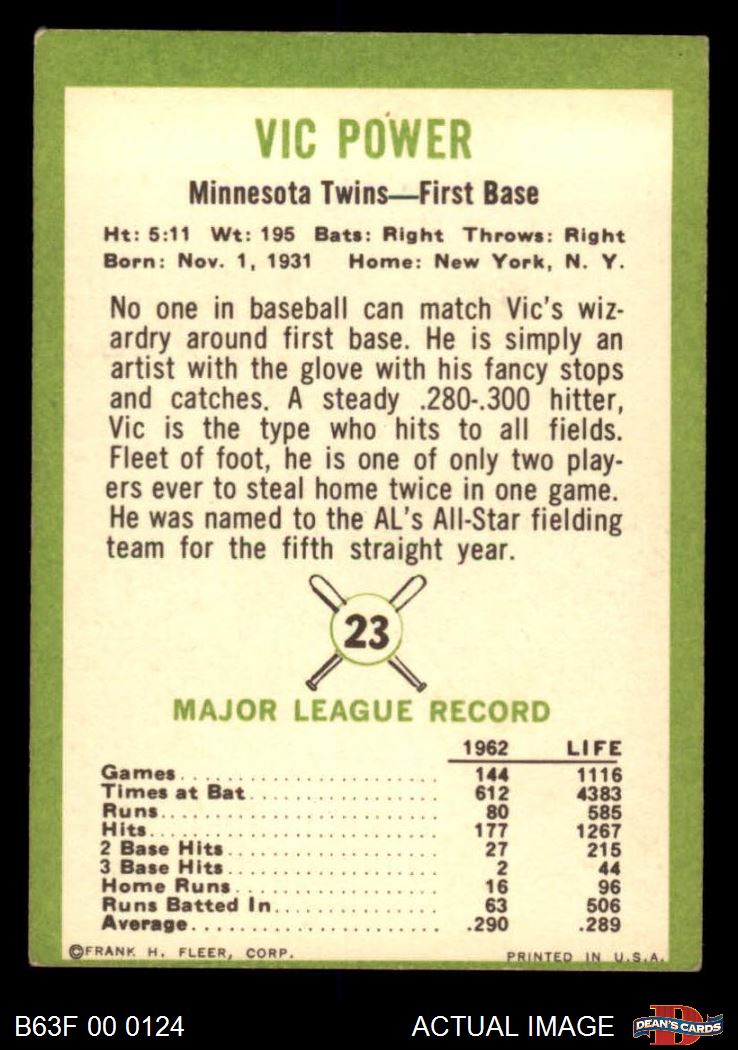 VIC POWER
Minnesota Twins—First Base
Ht: 5:11 Wt: 195 Bats: Right Throws: Right
Born: Nov. 1, 1931 Home: New York, N. Y.
No one in baseball can match Vic's wiz-
ardry around first base. He is simply an
artist with the glove with his fancy stops
and catches. A steady .280-.300 hitter,
Vic is the type who hits to all fields.
Fleet of foot, he is one of only two play-
ers ever to steal home twice in one game.
He was named to the AL's All-Star fielding
team for the fifth straight year.
23
MAJOR LEAGUE RECORD
1962 LIFE
Games 144 1116
Times at Bat 612 4383
Runs 80 585
Hits 177 1267
2 Base Hits 27 215
3 Base Hits 2 44
Home Runs 16 96
Runs Batted In 63 506
Average .290 .289
©FRANK H. FLEER, CORP. PRINTED IN U.S.A.
B63F 00 0124 ACTUAL IMAGE D DEAN'S CARDS